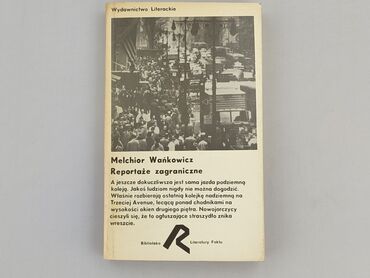 Wydawnictwo Literackie
Melchior Wańkowicz
Reportaże zagraniczne
A jeszcze dokuczliwsza jest sama jazda podziemną
koleją. Jakoś ludziom nigdy nie można dogodzić.
Właśnie rozbierają ostatnią kolejkę nadziemną na
Trzeciej Avenue, lecącą ponad chodnikami na
wysokości okien drugiego piętra. Nowojorczycy
cieszyli się, że to ogłuszające straszydło znika
wreszcie.
Biblioteka R Literatury Faktu